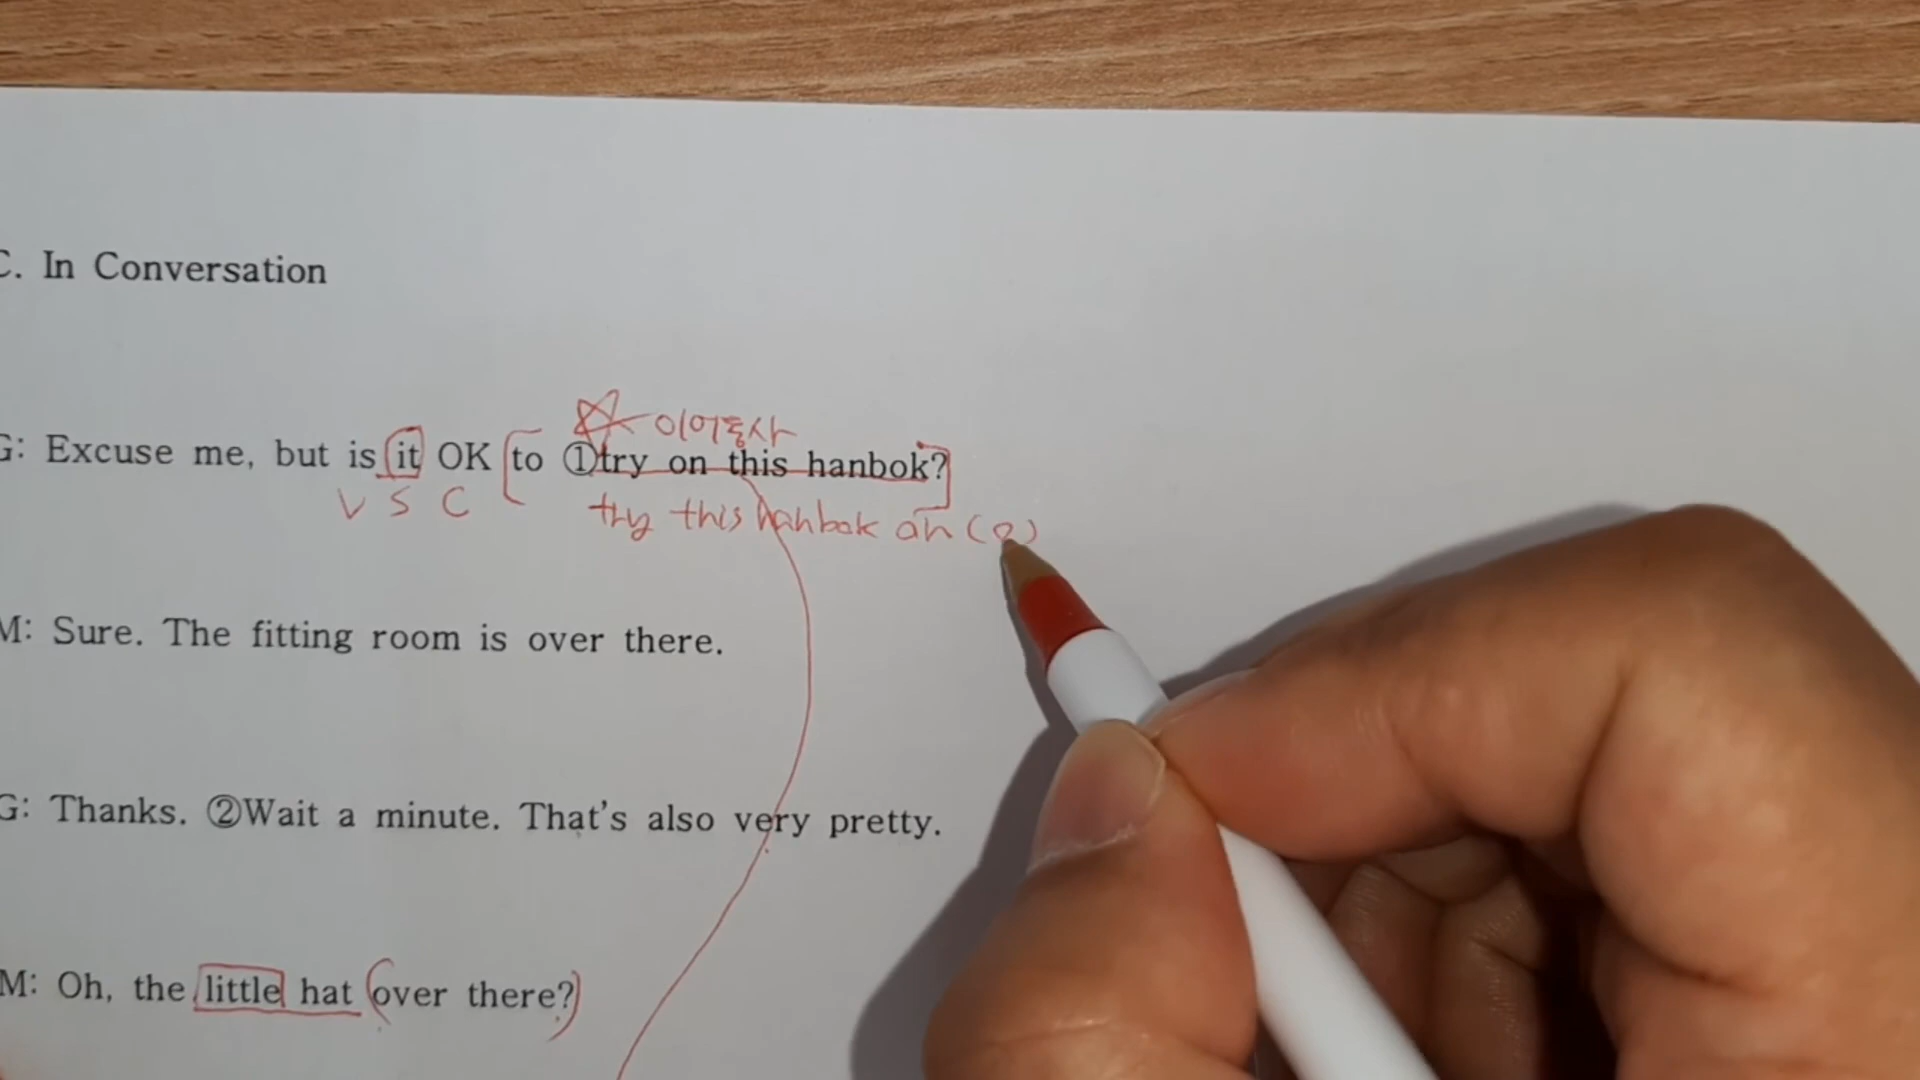 C. In Conversation
이어동사
G: Excuse me, but is it OK to ①try on this hanbok?
V S C
try this hanbok on (o)
M: Sure. The fitting room is over there.
G: Thanks. ②Wait a minute. That's also very pretty.
M: Oh, the little hat over there?